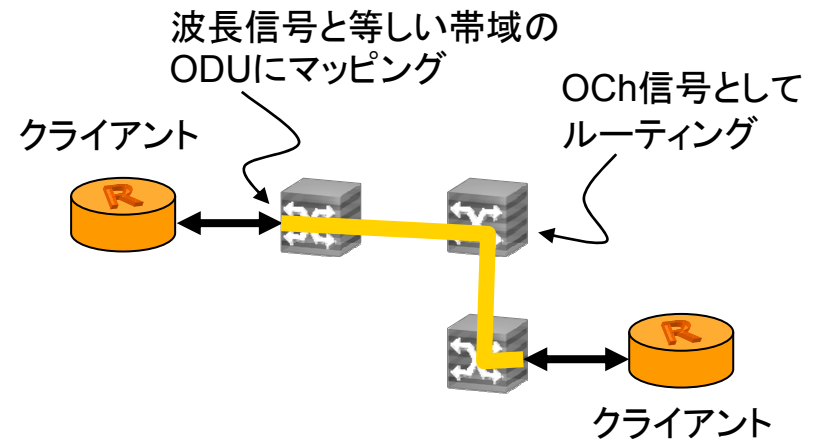 波長信号と等しい帯域の
ODUにマッピング
OCh信号として
ルーティング
クライアント
R
R
クライアント